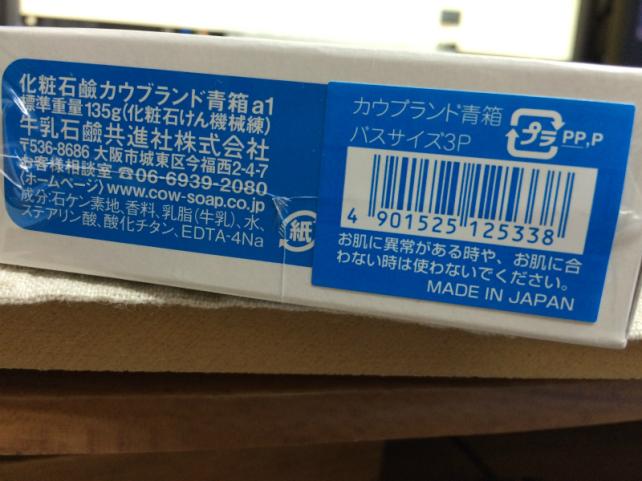 化粧石鹼カウブランド青箱a1
標準重量135g(化粧石けん機械練)
牛乳石鹼共進社株式会社
〒536-8686 大阪市城東区今福西2-4-7
お客様相談室 ☎06-6939-2080
〈ホームページ〉www.cow-soap.co.jp
成分:石ケン素地、香料、乳脂(牛乳)、水、
ステアリン酸、酸化チタン、EDTA-4Na
紙
カウブランド青箱
バスサイズ3P
プラ PP,P
4 901525 125338
お肌に異常がある時や、お肌に合
わない時は使わないでください。
MADE IN JAPAN